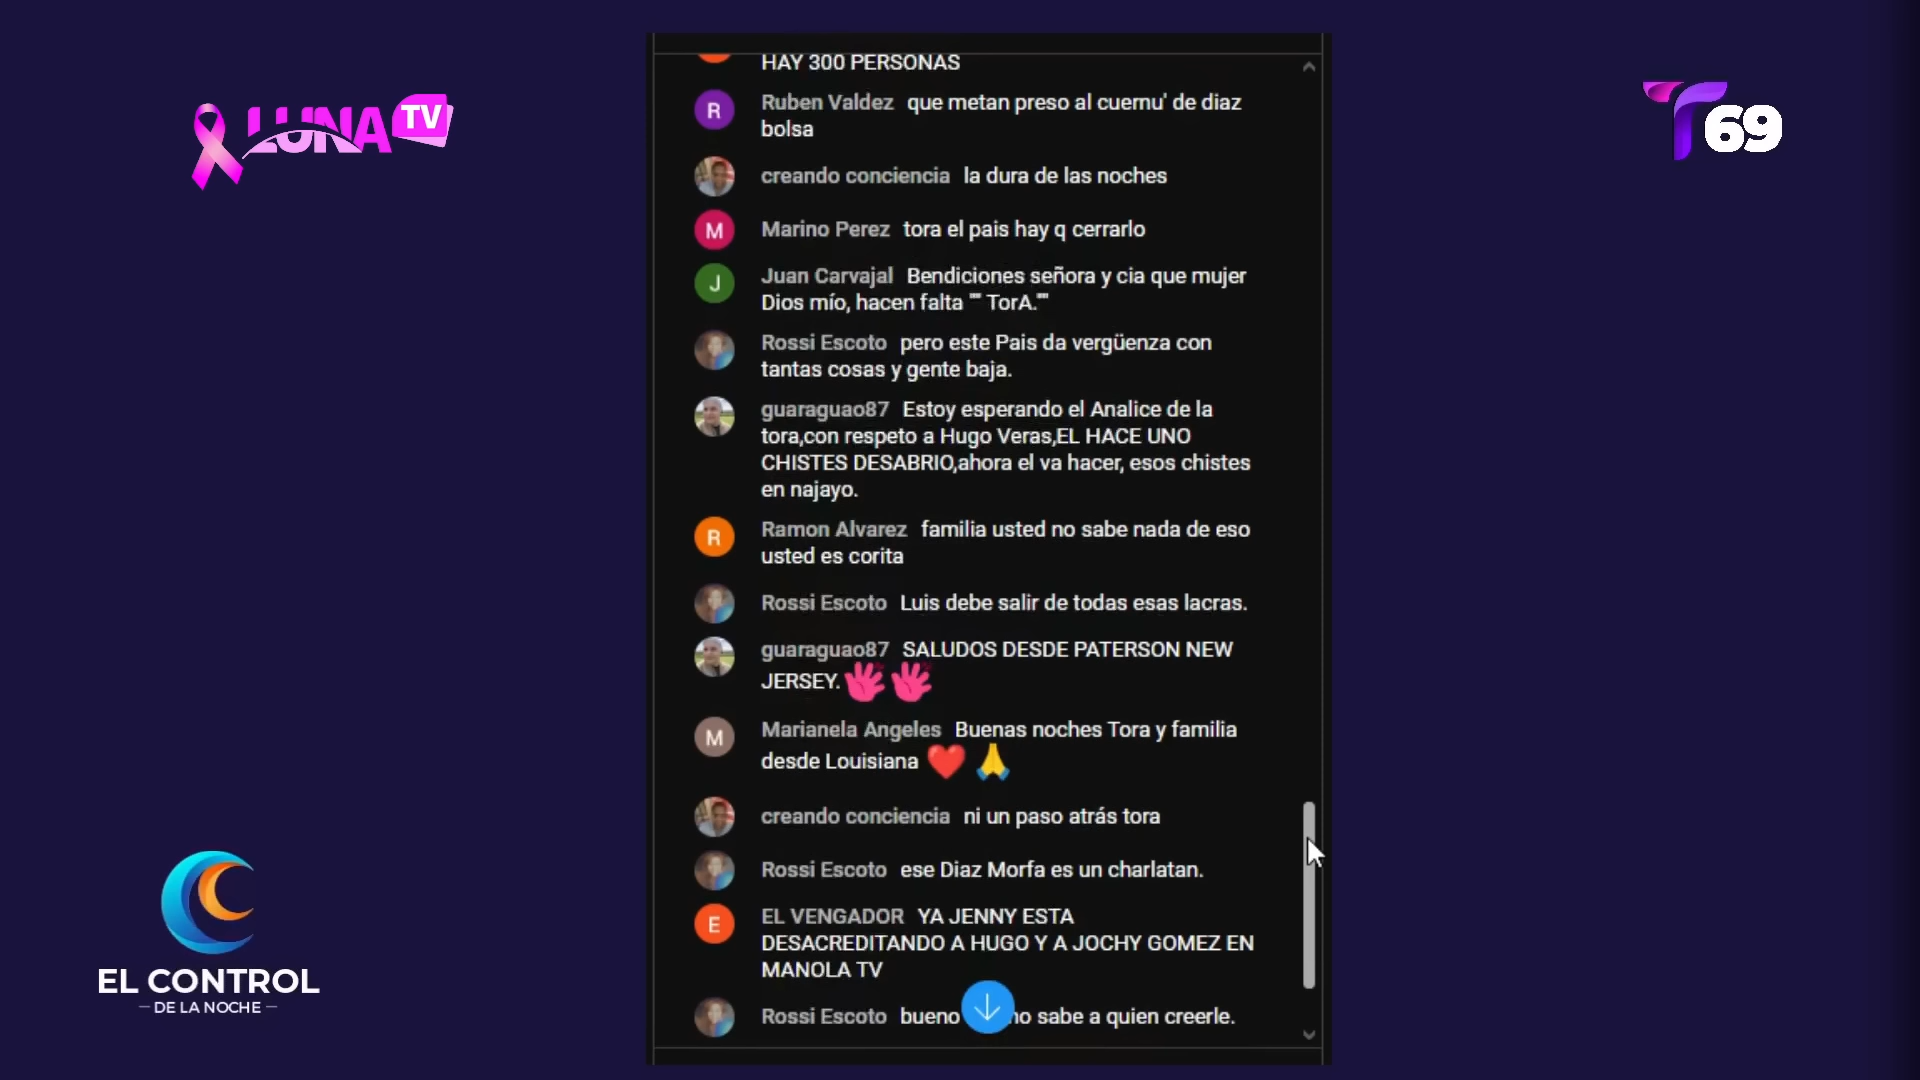 LUNA TV
T 69
HAY 300 PERSONAS
R
Ruben Valdez que metan preso al cuernu' de diaz
bolsa
creando conciencia la dura de las noches
M
Marino Perez tora el pais hay q cerrarlo
J
Juan Carvajal Bendiciones señora y cia que mujer
Dios mío, hacen falta "" TorA.""
Rossi Escoto pero este Pais da vergüenza con
tantas cosas y gente baja.
guaraguao87 Estoy esperando el Analice de la
tora,con respeto a Hugo Veras,EL HACE UNO
CHISTES DESABRIO,ahora el va hacer, esos chistes
en najayo.
R
Ramon Alvarez familia usted no sabe nada de eso
usted es corita
Rossi Escoto Luis debe salir de todas esas lacras.
guaraguao87 SALUDOS DESDE PATERSON NEW
JERSEY.
M
Marianela Angeles Buenas noches Tora y familia
desde Louisiana ❤️ 🙏
creando conciencia ni un paso atrás tora
Rossi Escoto ese Diaz Morfa es un charlatan.
E
EL VENGADOR YA JENNY ESTA
DESACREDITANDO A HUGO Y A JOCHY GOMEZ EN
MANOLA TV
Rossi Escoto bueno no sabe a quien creerle.
EL CONTROL
DE LA NOCHE